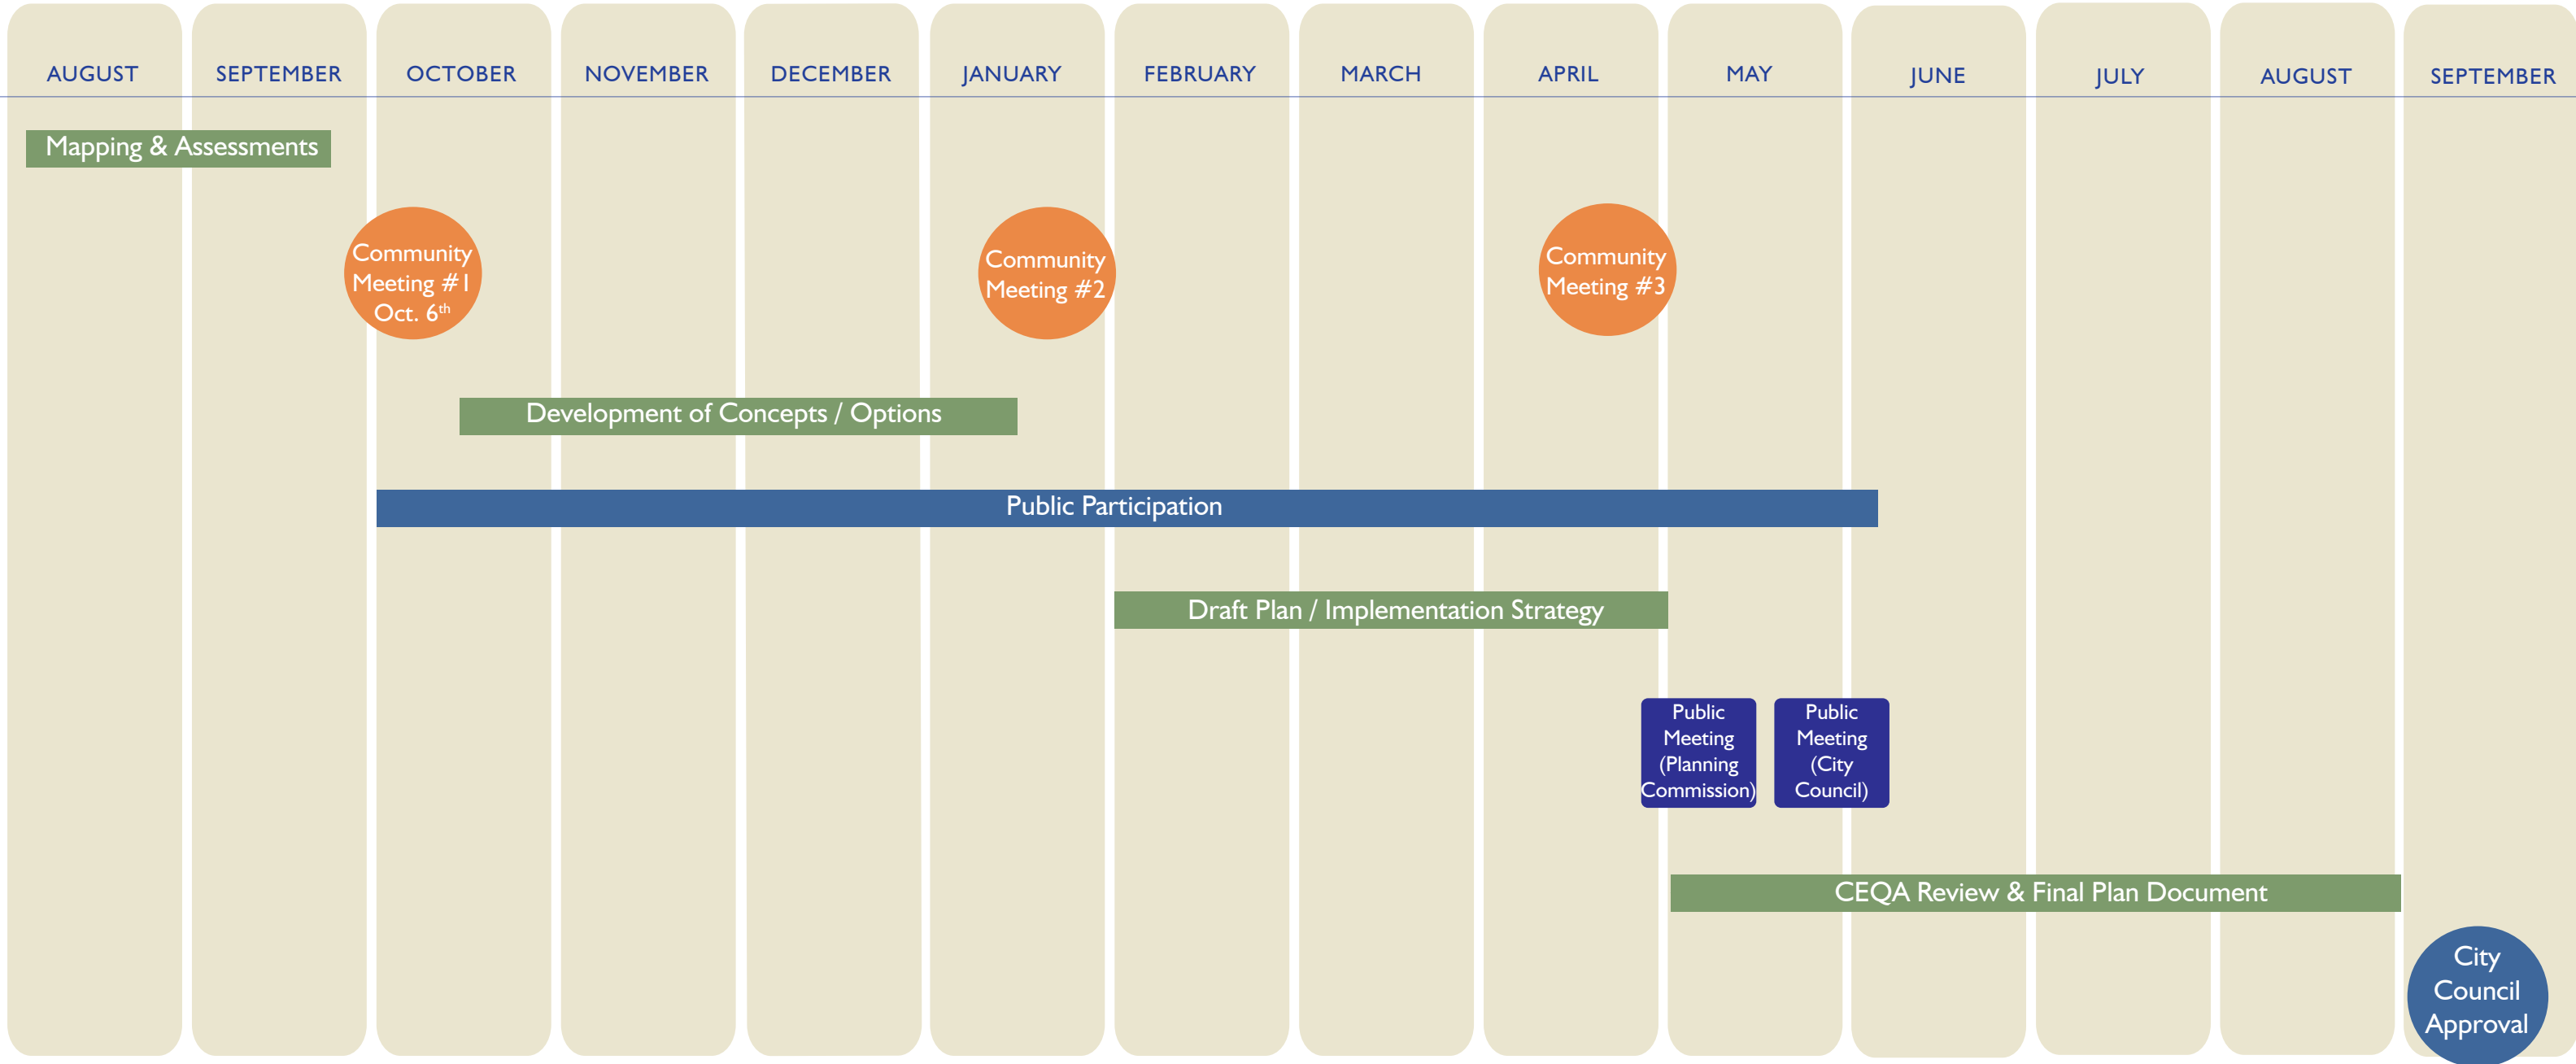 AUGUST SEPTEMBER OCTOBER NOVEMBER DECEMBER JANUARY FEBRUARY MARCH APRIL MAY JUNE JULY AUGUST SEPTEMBER
Mapping & Assessments
Community
Meeting #1
Oct. 6th
Community
Meeting #2
Community
Meeting #3
Development of Concepts / Options
Public Participation
Draft Plan / Implementation Strategy
Public
Meeting
(Planning
Commission)
Public
Meeting
(City
Council)
CEQA Review & Final Plan Document
City
Council
Approval